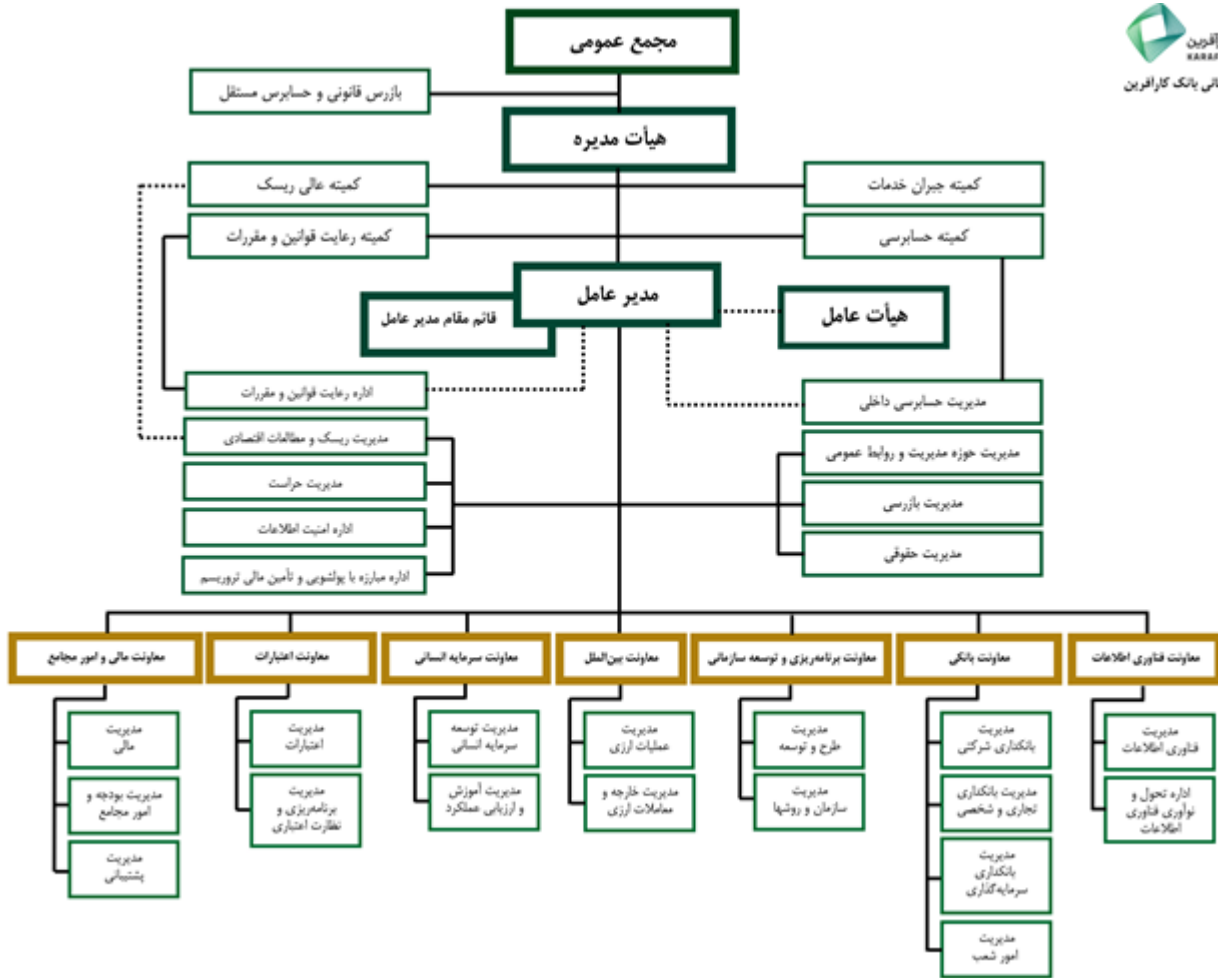 مجمع عمومی
بازرس قانونی و حسابرس مستقل
هیأت مدیره
کمیته جبران خدمات
کمیته عالی ریسک
کمیته حسابرسی
کمیته رعایت قوانین و مقررات
مدیر عامل
هیأت عامل
قائم مقام مدیر عامل
مدیریت حسابرسی داخلی
اداره رعایت قوانین و مقررات
مدیریت حوزه مدیریت و روابط عمومی
مدیریت ریسک و مطالعات اقتصادی
مدیریت بازرسی
مدیریت حراست
مدیریت حقوقی
اداره امنیت اطلاعات
اداره مبارزه با پولشویی و تأمین مالی تروریسم
معاونت فناوری اطلاعات
مدیریت
فناوری اطلاعات
اداره تحول و
نوآوری فناوری
اطلاعات
معاونت بانکی
مدیریت
بانکداری شرکتی
مدیریت بانکداری
تجاری و شخصی
مدیریت
بانکداری
سرمایه‌گذاری
مدیریت
امور شعب
معاونت برنامه‌ریزی و توسعه سازمانی
مدیریت
طرح و توسعه
مدیریت
سازمان و روشها
معاونت بین‌الملل
مدیریت
عملیات ارزی
مدیریت خارجه و
معاملات ارزی
معاونت سرمایه انسانی
مدیریت توسعه
سرمایه انسانی
مدیریت آموزش
و ارزیابی عملکرد
معاونت اعتبارات
مدیریت
اعتبارات
مدیریت
برنامه‌ریزی و
نظارت اعتباری
معاونت مالی و امور مجامع
مدیریت
مالی
مدیریت بودجه و
امور مجامع
مدیریت
پشتیبانی
بانک کارآفرین